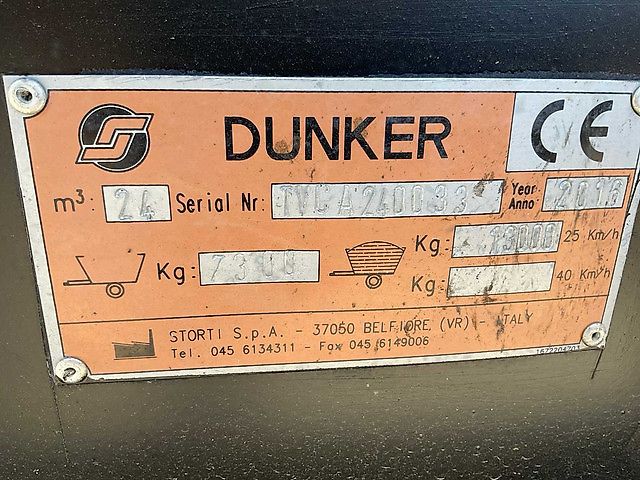 DUNKER CE
m³: 24 Serial Nr: TVCA240033 Year Anno: 2016
Kg: 7300 Kg: 19000 25 Km/h
Kg: 40 Km/h
STORTI S.p.A. - 37050 BELFIORE (VR) - ITALY
Tel. 045 6134311 - Fax 045 6149006